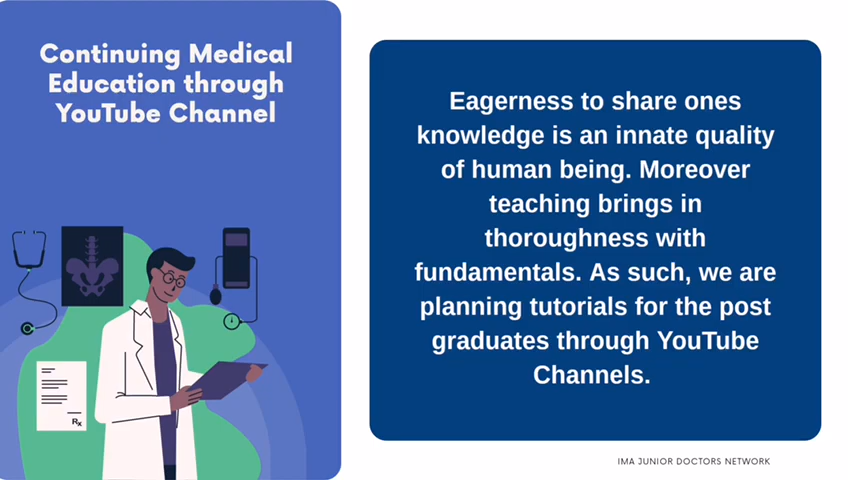 Continuing Medical
Education through
YouTube Channel
Rx
Eagerness to share ones
knowledge is an innate quality
of human being. Moreover
teaching brings in
thoroughness with
fundamentals. As such, we are
planning tutorials for the post
graduates through YouTube
Channels.
IMA JUNIOR DOCTORS NETWORK